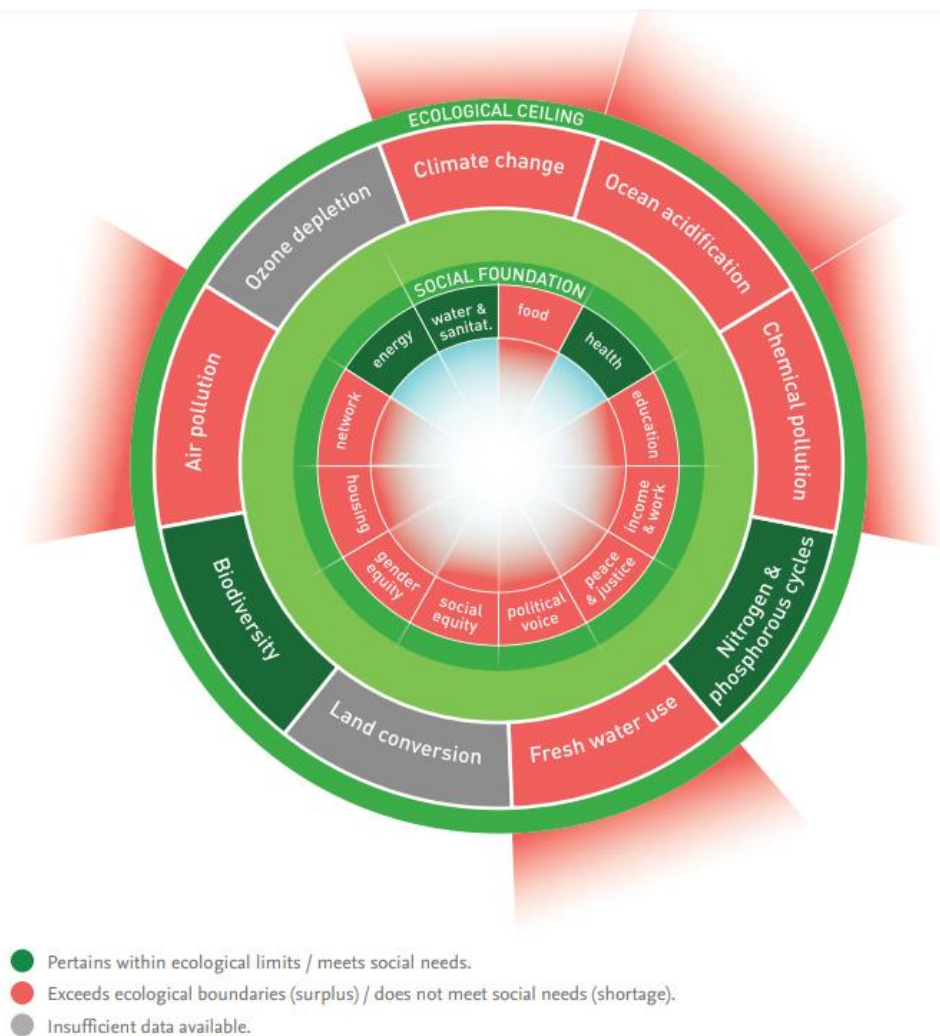 ECOLOGICAL CEILING
Climate change
Ocean acidification
Chemical pollution
Nitrogen &
phosphorous cycles
Fresh water use
Land conversion
Biodiversity
Air pollution
Ozone depletion
SOCIAL FOUNDATION
water &
sanitat.
food
health
education
income
& work
peace
& justice
political
voice
social
equity
gender
equity
housing
network
energy
Pertains within ecological limits / meets social needs.
Exceeds ecological boundaries (surplus) / does not meet social needs (shortage).
Insufficient data available.